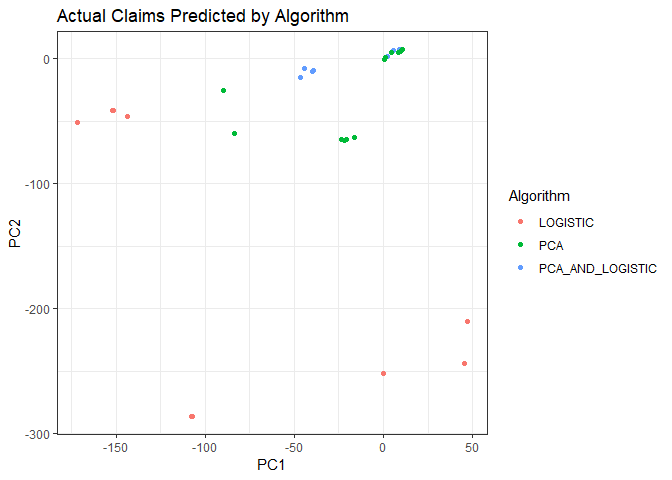 Actual Claims Predicted by Algorithm
0
-100
-200
-300
PC2
-150
-100
-50
0
50
PC1
Algorithm
LOGISTIC
PCA
PCA_AND_LOGISTIC